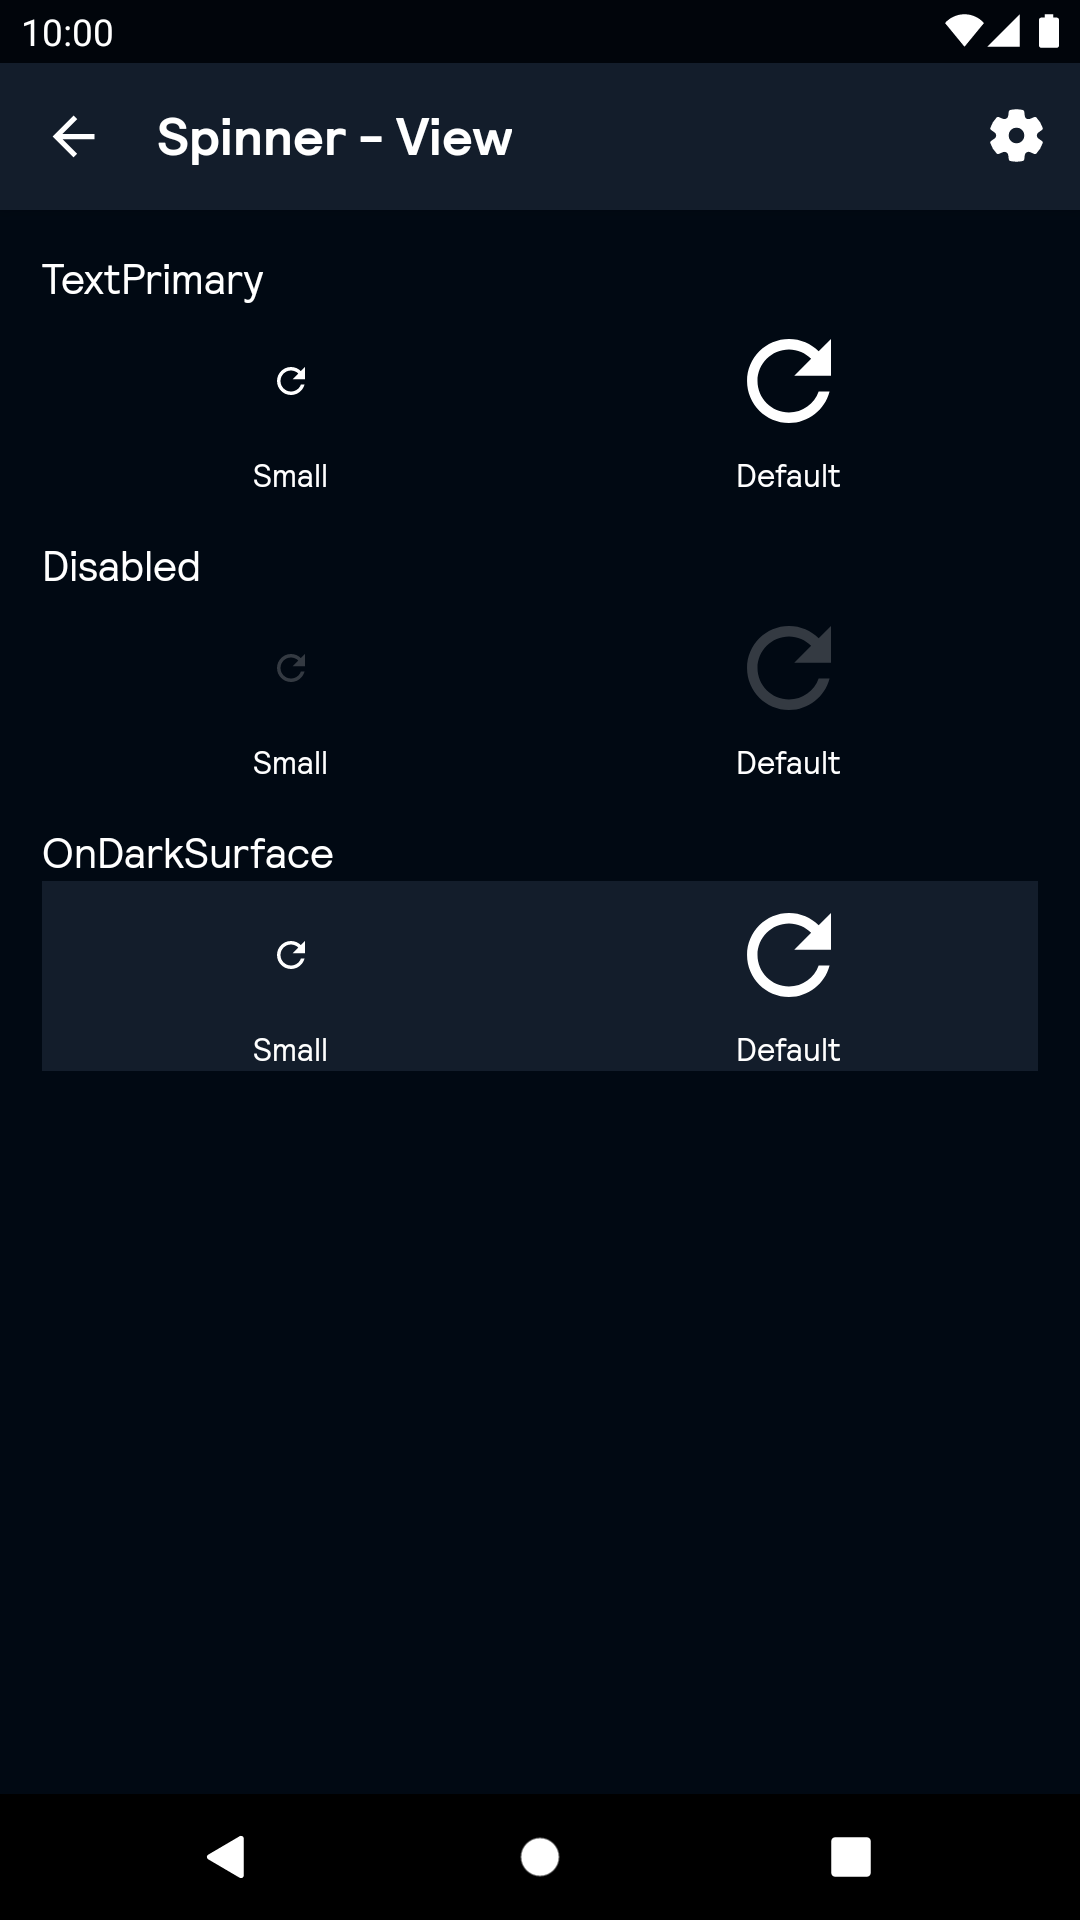 10:00
Spinner - View
TextPrimary
Small Default
Disabled
Small Default
OnDarkSurface
Small Default